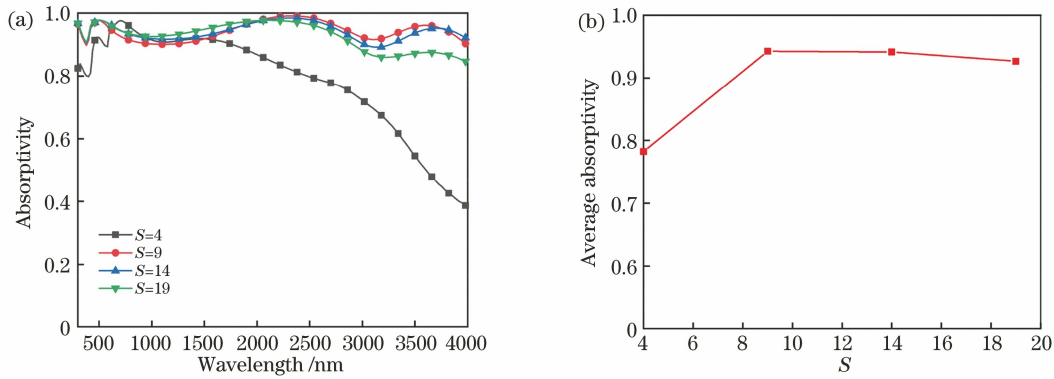 (a)
1.0
0.8
0.6
0.4
0.2
0
Absorptivity
S=4
S=9
S=14
S=19
500 1000 1500 2000 2500 3000 3500 4000
Wavelength /nm
(b)
1.0
0.9
0.8
0.7
0.6
0
Average absorptivity
4 6 8 10 12 14 16 18 20
S